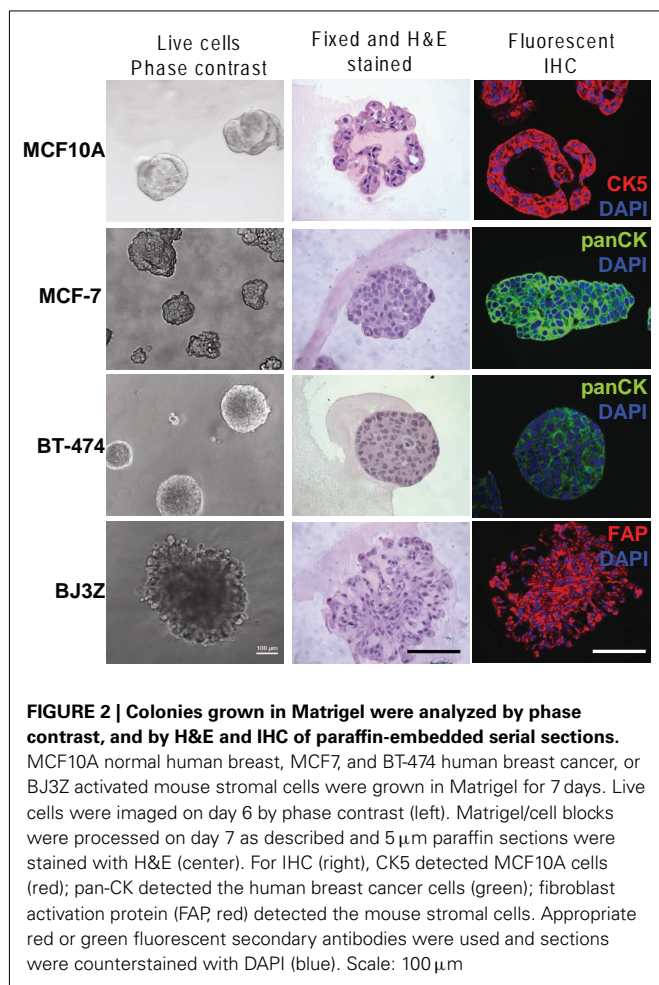 Live cells
Phase contrast
Fixed and H&E
stained
Fluorescent
IHC
MCF10A
CK5
DAPI
MCF-7
panCK
DAPI
BT-474
panCK
DAPI
BJ3Z
100 µm
FAP
DAPI
FIGURE 2 | Colonies grown in Matrigel were analyzed by phase
contrast, and by H&E and IHC of paraffin-embedded serial sections.
MCF10A normal human breast, MCF7, and BT-474 human breast cancer, or
BJ3Z activated mouse stromal cells were grown in Matrigel for 7 days. Live
cells were imaged on day 6 by phase contrast (left). Matrigel/cell blocks
were processed on day 7 as described and 5 µm paraffin sections were
stained with H&E (center). For IHC (right), CK5 detected MCF10A cells
(red); pan-CK detected the human breast cancer cells (green); fibroblast
activation protein (FAP, red) detected the mouse stromal cells. Appropriate
red or green fluorescent secondary antibodies were used and sections
were counterstained with DAPI (blue). Scale: 100 µm